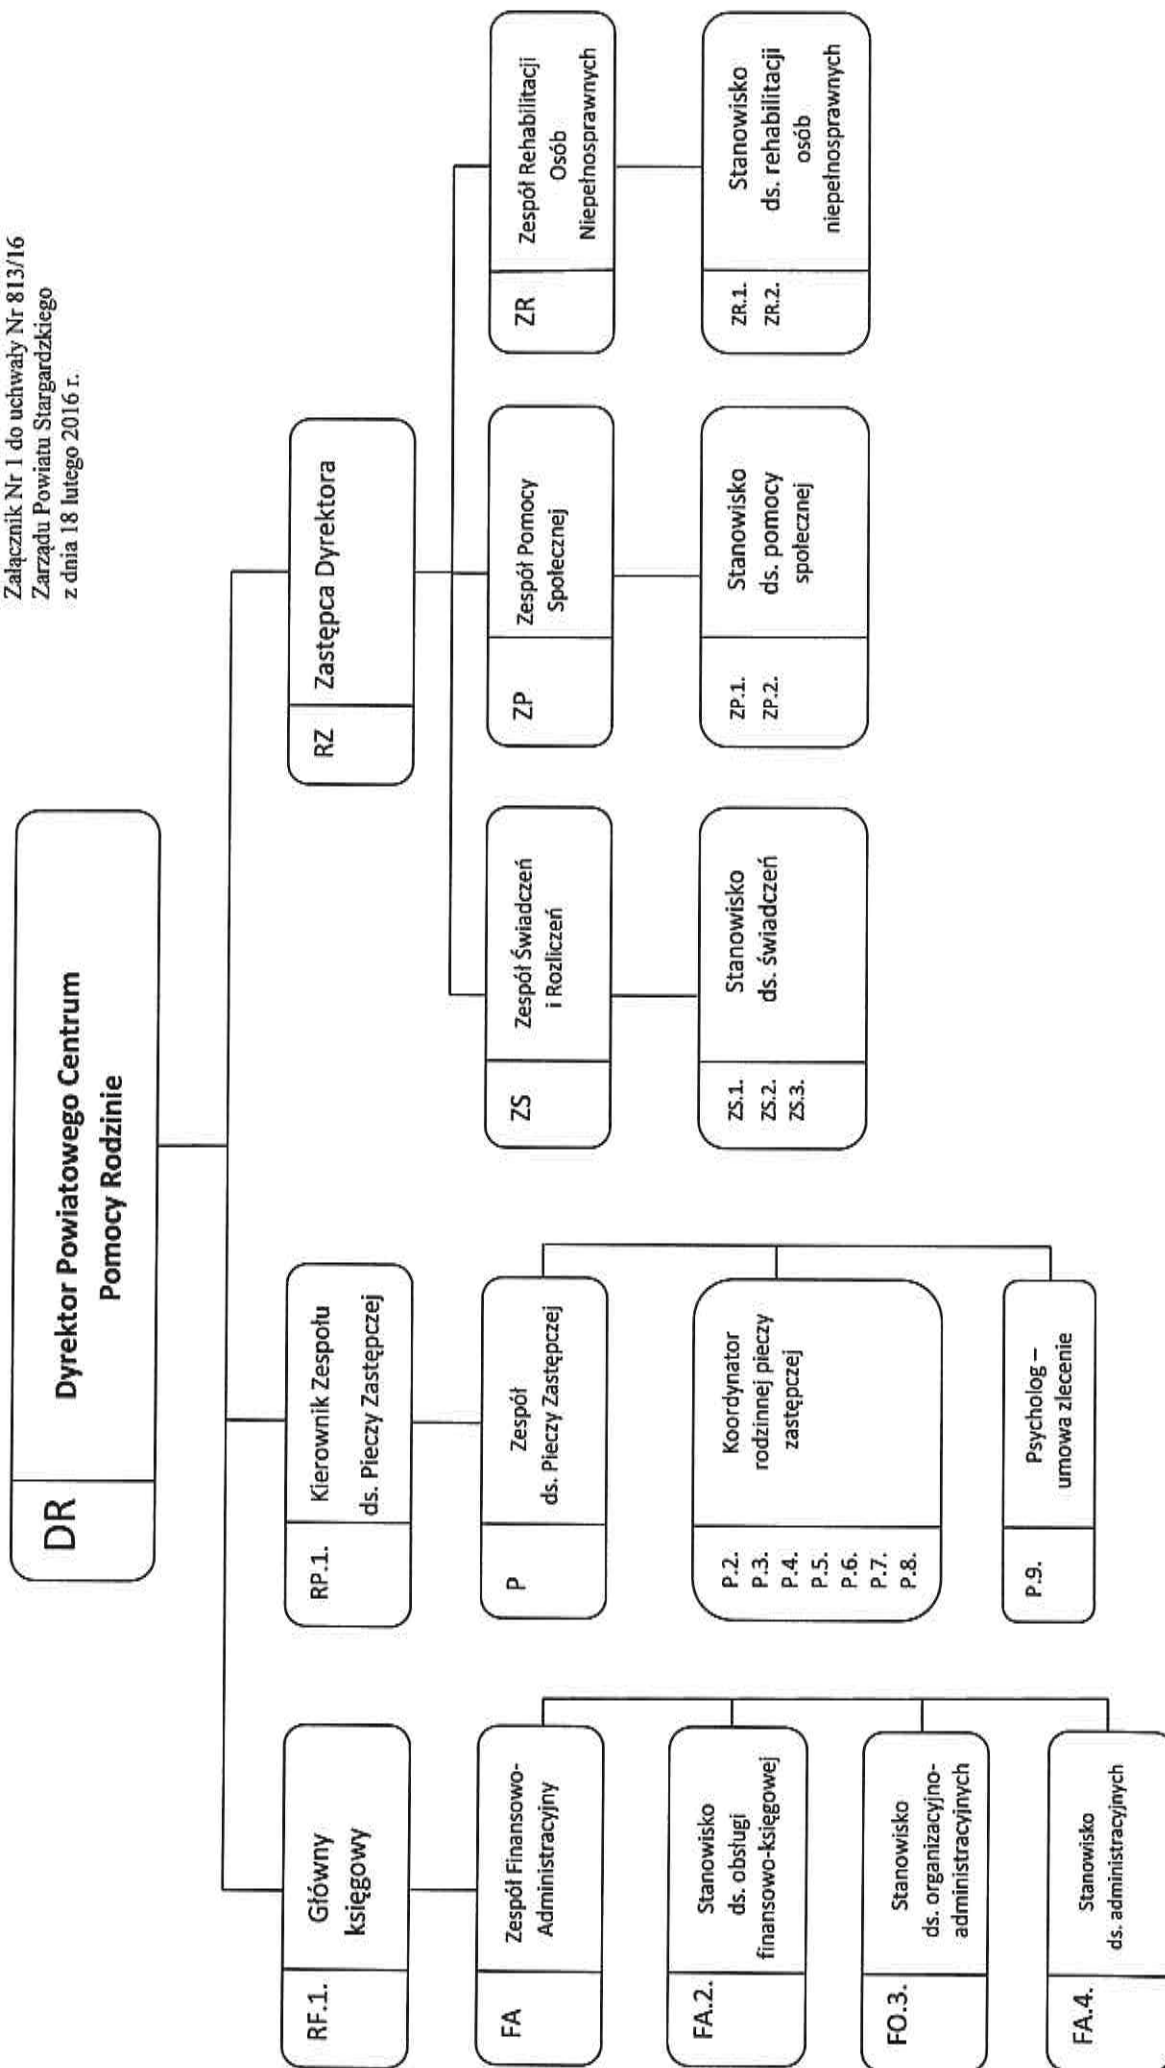 Załącznik Nr 1 do uchwały Nr 813/16
Zarządu Powiatu Stargardzkiego
z dnia 18 lutego 2016 r.
DR
Dyrektor Powiatowego Centrum
Pomocy Rodzinie
RF.1.
Główny
księgowy
RP.1.
Kierownik Zespołu
ds. Pieczy Zastępczej
RZ
Zastępca Dyrektora
FA
Zespół Finansowo-
Administracyjny
P
Zespół
ds. Pieczy Zastępczej
ZS
Zespół Świadczeń
i Rozliczeń
ZP
Zespół Pomocy
Społecznej
ZR
Zespół Rehabilitacji
Osób
Niepełnosprawnych
FA.2.
Stanowisko
ds. obsługi
finansowo-księgowej
P.2.
P.3.
P.4.
P.5.
P.6.
P.7.
P.8.
Koordynator
rodzinnej pieczy
zastępczej
ZS.1.
ZS.2.
ZS.3.
Stanowisko
ds. świadczeń
ZP.1.
ZP.2.
Stanowisko
ds. pomocy
społecznej
ZR.1.
ZR.2.
Stanowisko
ds. rehabilitacji
osób
niepełnosprawnych
FO.3.
Stanowisko
ds. organizacyjno-
administracyjnych
P.9.
Psycholog –
umowa zlecenie
FA.4.
Stanowisko
ds. administracyjnych